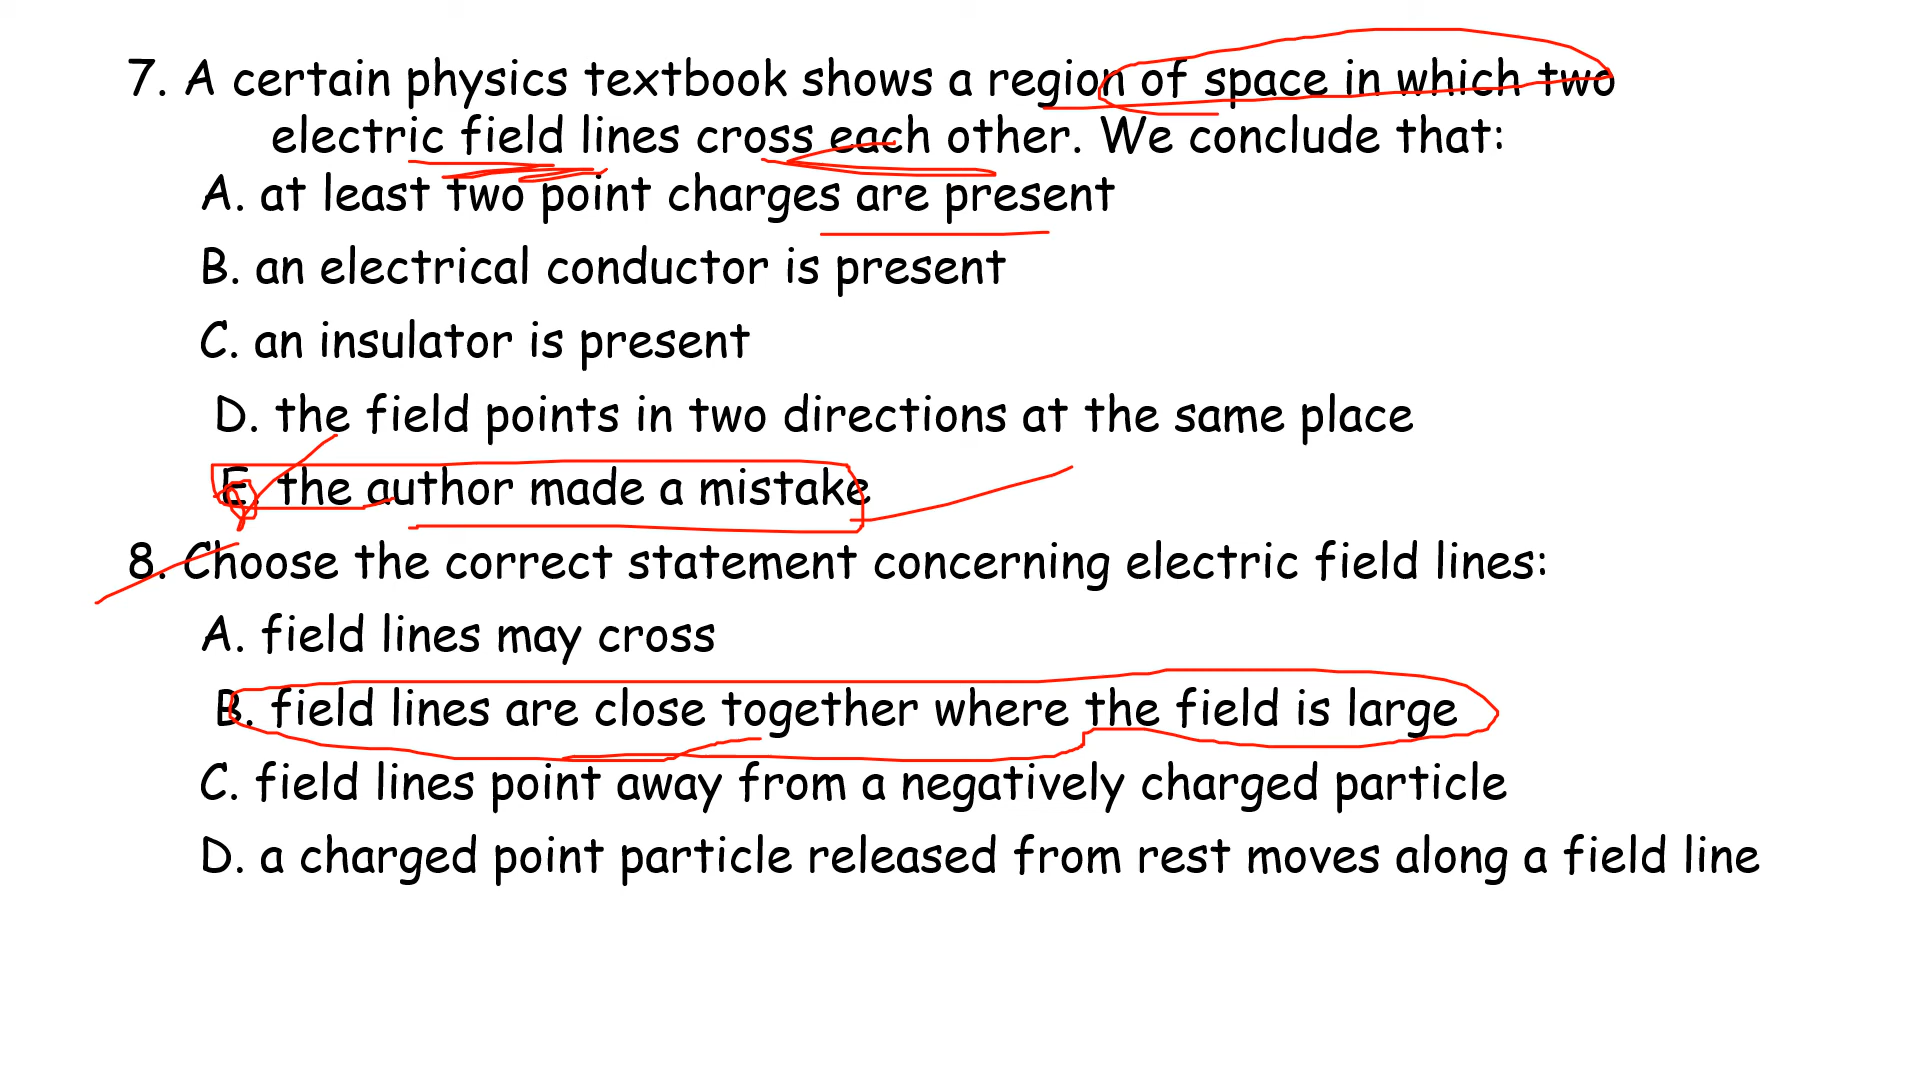 7. A certain physics textbook shows a region of space in which two
electric field lines cross each other. We conclude that:
A. at least two point charges are present
B. an electrical conductor is present
C. an insulator is present
D. the field points in two directions at the same place
E. the author made a mistake
8. Choose the correct statement concerning electric field lines:
A. field lines may cross
B. field lines are close together where the field is large
C. field lines point away from a negatively charged particle
D. a charged point particle released from rest moves along a field line